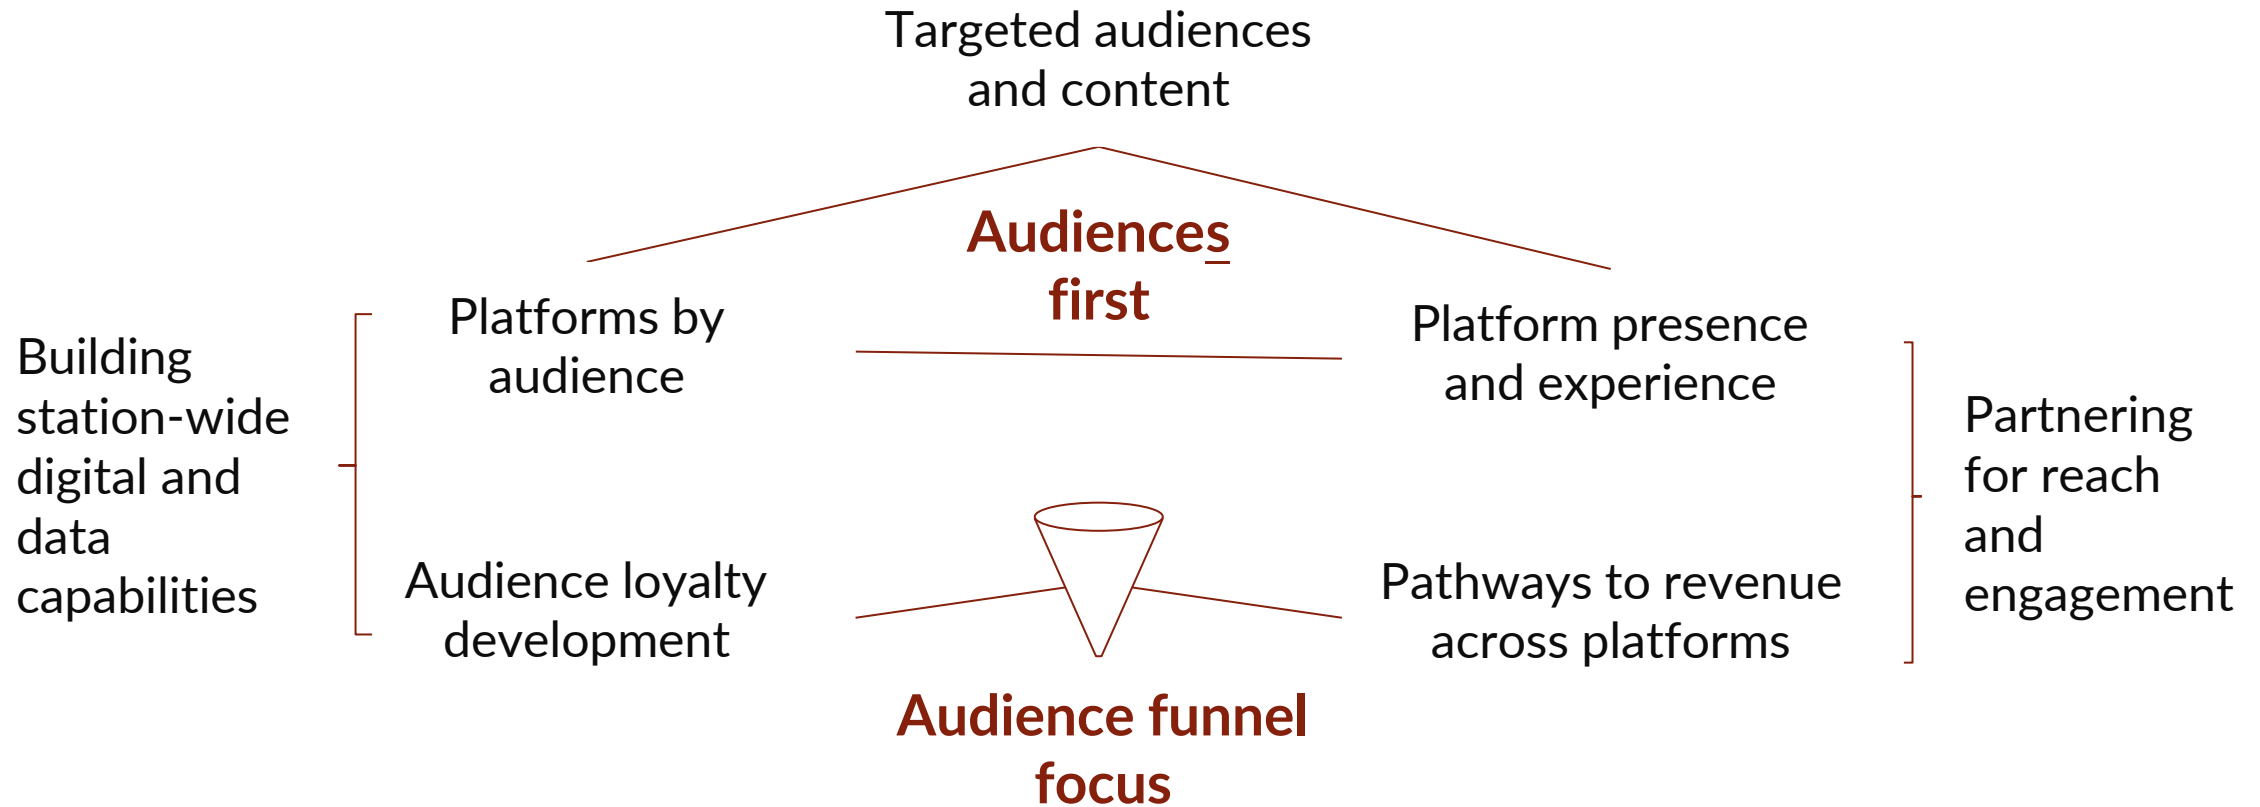 Targeted audiences
and content
Audiences
first
Platforms by
audience
Platform presence
and experience
Building
station-wide
digital and
data
capabilities
Partnering
for reach
and
engagement
Audience loyalty
development
Pathways to revenue
across platforms
Audience funnel
focus